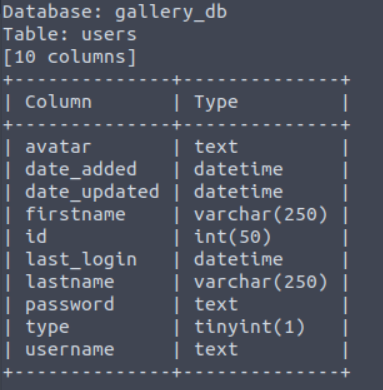 Database: gallery_db
Table: users
[10 columns]
+--------------+--------------+
| Column       | Type         |
+--------------+--------------+
| avatar       | text         |
| date_added   | datetime     |
| date_updated | datetime     |
| firstname    | varchar(250) |
| id           | int(50)      |
| last_login   | datetime     |
| lastname     | varchar(250) |
| password     | text         |
| type         | tinyint(1)   |
| username     | text         |
+--------------+--------------+